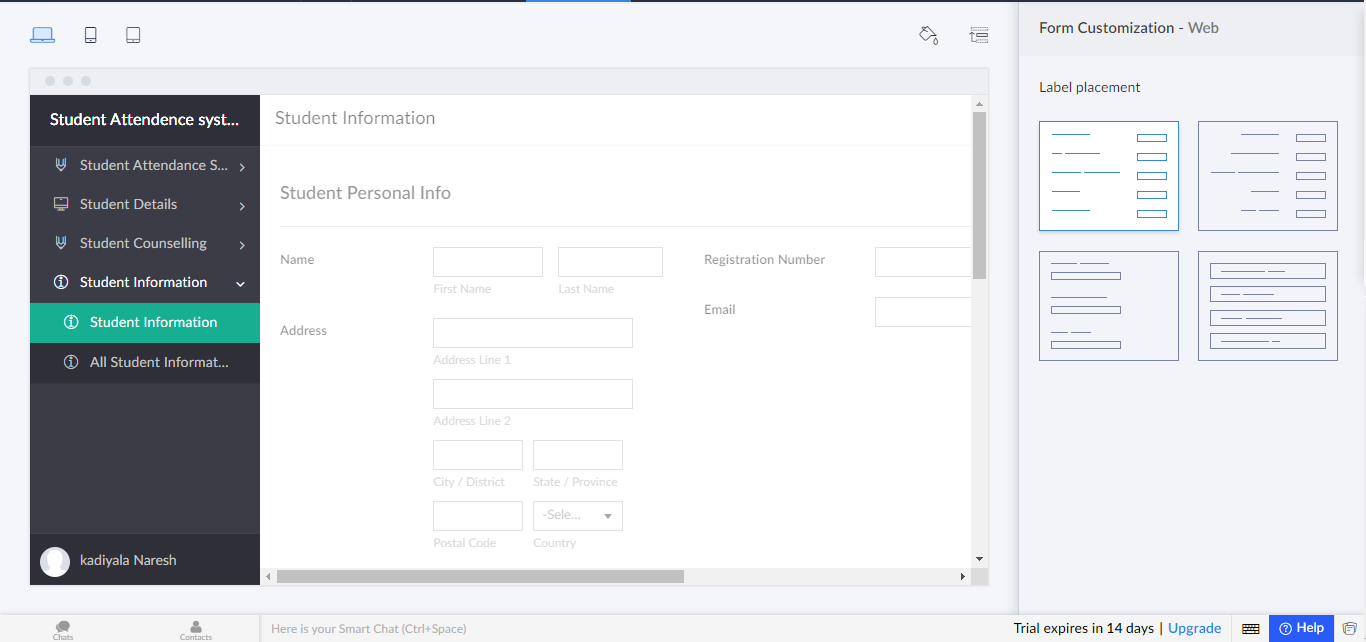 Form Customization - Web
Label placement
Student Attendence syst...
Student Attendance S...
Student Details
Student Counselling
Student Information
Student Information
All Student Informat...
kadiyala Naresh
Student Information
Student Personal Info
Name
First Name
Last Name
Registration Number
Email
Address
Address Line 1
Address Line 2
City / District
State / Province
-Sele...
Postal Code
Country
Chats
Contacts
Here is your Smart Chat (Ctrl+Space)
Trial expires in 14 days | Upgrade
Help